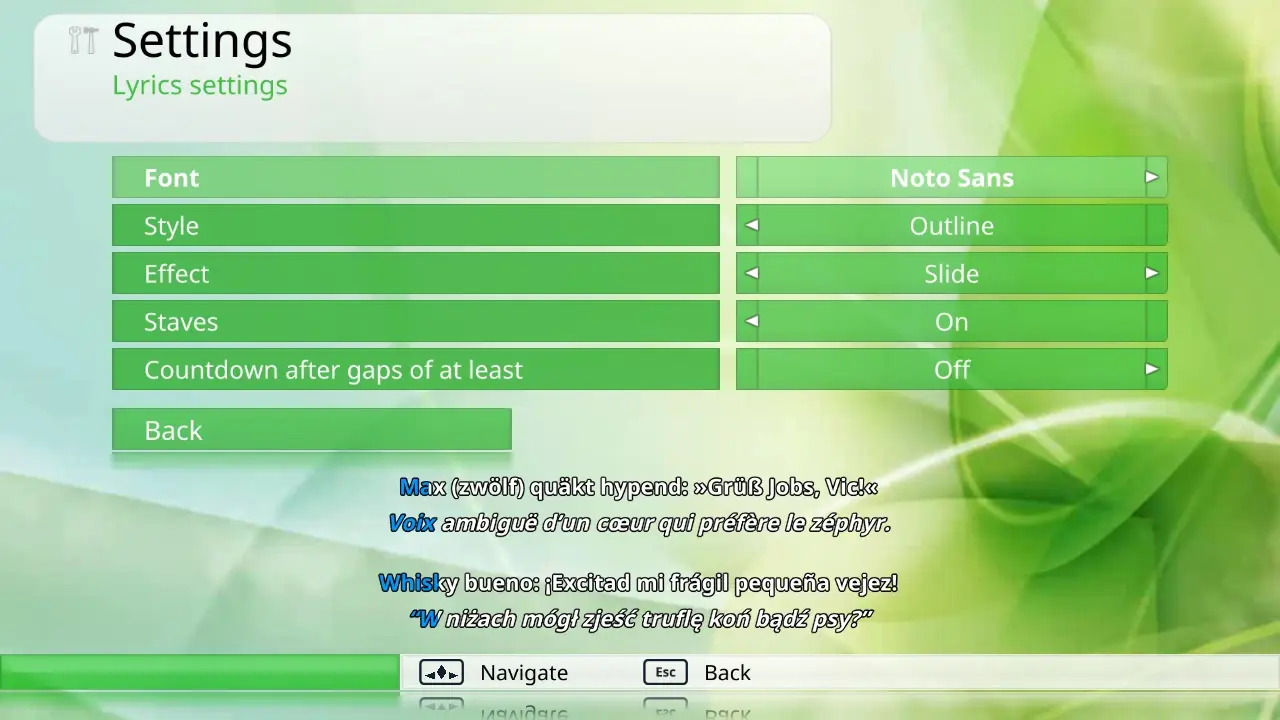 Settings
Lyrics settings
Font Noto Sans
Style Outline
Effect Slide
Staves On
Countdown after gaps of at least Off
Back
Max (zwölf) quäkt hypend: »Grüß Jobs, Vic!«
Voix ambiguë d’un cœur qui préfère le zéphyr.
Whisky bueno: ¡Excitad mi frágil pequeña vejez!
“W niżach mógł zjeść truflę koń bądź psy?”
Navigate Esc Back